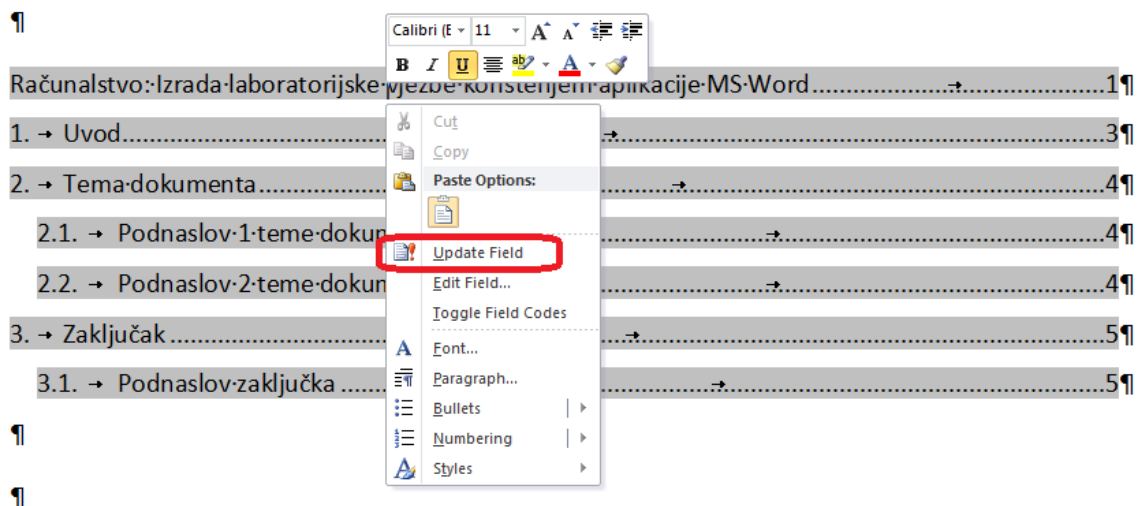 ¶
Calibri (E 11 A A
B I U ab A
Računalstvo:·Izrada·laboratorijske·vježbe·korištenjem·aplikacije·MS·Word......................→......................1¶
1. → Uvod......................→......................3¶
2. → Tema·dokumenta......................→......................4¶
2.1. → Podnaslov·1·teme·dokum......................→......................4¶
2.2. → Podnaslov·2·teme·dokum......................→......................4¶
3. → Zaključak......................→......................5¶
3.1. → Podnaslov·zaključka......................→......................5¶
¶
¶
Cut
Copy
Paste Options:
Update Field
Edit Field...
Toggle Field Codes
Font...
Paragraph...
Bullets
Numbering
Styles